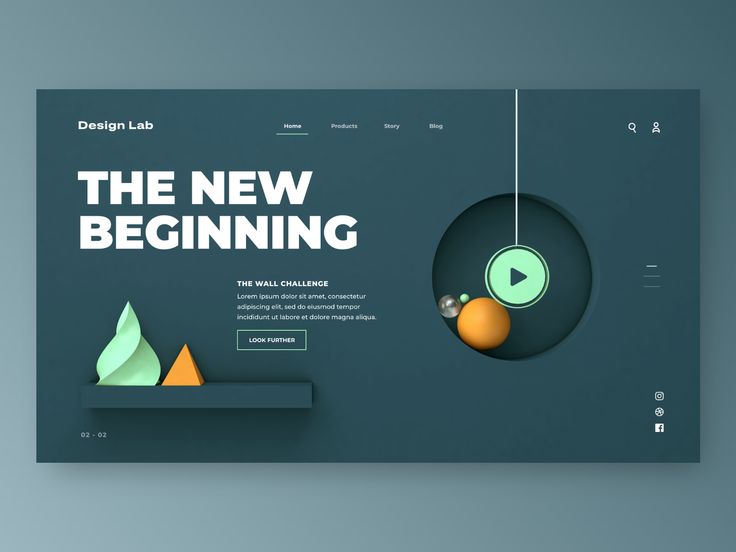 Design Lab
Home Products Story Blog
THE NEW
BEGINNING
THE WALL CHALLENGE
Lorem ipsum dolor sit amet, consectetur
adipiscing elit, sed do eiusmod tempor
incididunt ut labore et dolore magna aliqua.
LOOK FURTHER
02 - 02